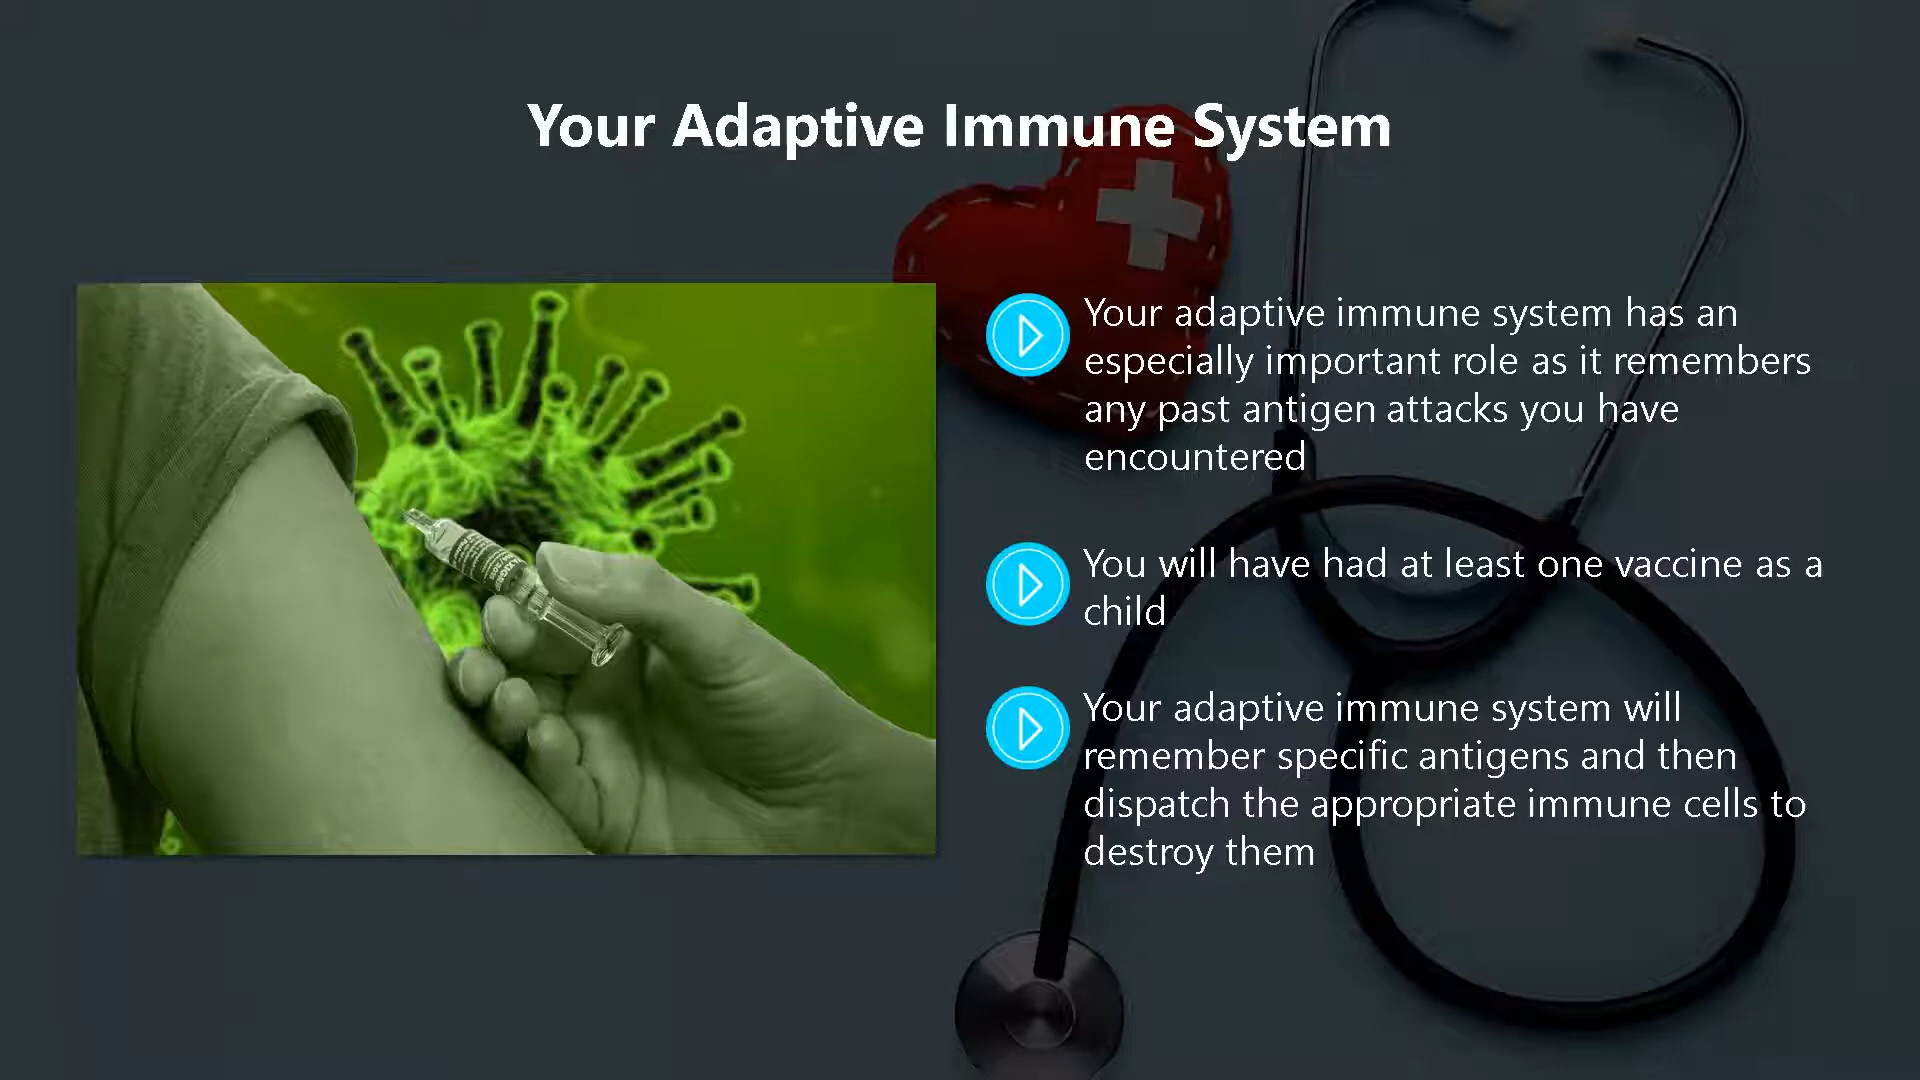 Your Adaptive Immune System
Your adaptive immune system has an
especially important role as it remembers
any past antigen attacks you have
encountered
You will have had at least one vaccine as a
child
Your adaptive immune system will
remember specific antigens and then
dispatch the appropriate immune cells to
destroy them